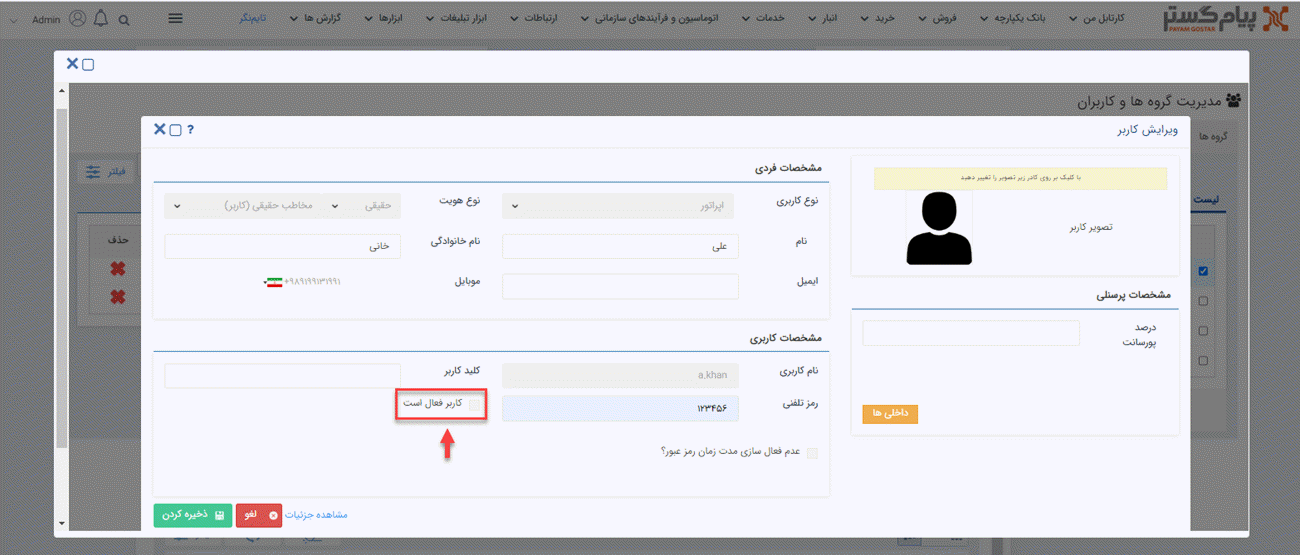 پیام گستر
PAYAM GOSTAR
کارتابل من
بانک یکپارچه
فروش
خرید
انبار
خدمات
اتوماسیون و فرآیندهای سازمانی
ارتباطات
ابزار تبلیغات
ابزارها
گزارش ها
تایم‌نگر
Admin
مدیریت گروه ها و کاربران
گروه ها
فیلتر
لیست
حذف
ویرایش کاربر
?
با کلیک بر روی کادر زیر تصویر را تغییر دهید
تصویر کاربر
مشخصات پرسنلی
درصد
پورسانت
داخلی ها
مشخصات فردی
نوع کاربری
اپراتور
نوع هویت
حقیقی
مخاطب حقیقی (کاربر)
نام
علی
نام خانوادگی
خانی
ایمیل
موبایل
+۹۸۹۱۹۹۱۳۱۹۹۱
مشخصات کاربری
نام کاربری
a.khan
کلید کاربر
رمز تلفنی
۱۲۳۴۵۶
کاربر فعال است
عدم فعال سازی مدت زمان رمز عبور؟
مشاهده جزئیات
لغو
ذخیره کردن